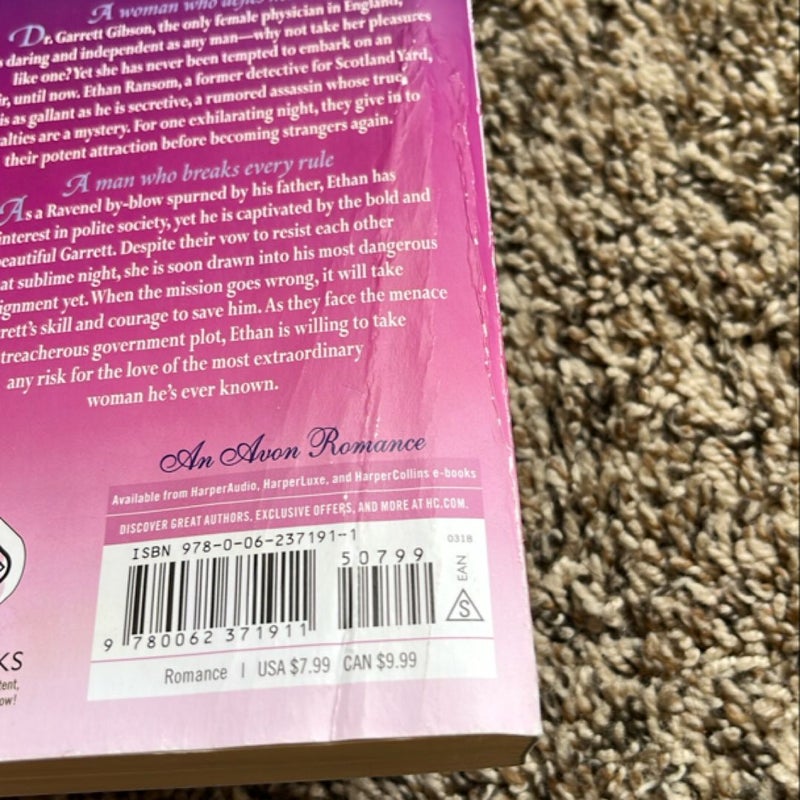 A woman who
Dr. Garrett Gibson, the only female physician in England,
daring and independent as any man—why not take her pleasures
like one? Yet she has never been tempted to embark on an
until now. Ethan Ransom, a former detective for Scotland Yard,
is as gallant as he is secretive, a rumored assassin whose true
alties are a mystery. For one exhilarating night, they give in to
their potent attraction before becoming strangers again.
A man who breaks every rule
As a Ravenel by-blow spurned by his father, Ethan has
interest in polite society, yet he is captivated by the bold and
eautiful Garrett. Despite their vow to resist each other
at sublime night, she is soon drawn into his most dangerous
ignment yet. When the mission goes wrong, it will take
rett's skill and courage to save him. As they face the menace
treacherous government plot, Ethan is willing to take
any risk for the love of the most extraordinary
woman he's ever known.
An Avon Romance
Available from HarperAudio, HarperLuxe, and HarperCollins e-books
DISCOVER GREAT AUTHORS, EXCLUSIVE OFFERS, AND MORE AT HC.COM.
ISBN 978-0-06-237191-1
50799
0318
EAN
S
9 780062 371911
Romance | USA $7.99 CAN $9.99
KS
tent,
ow!